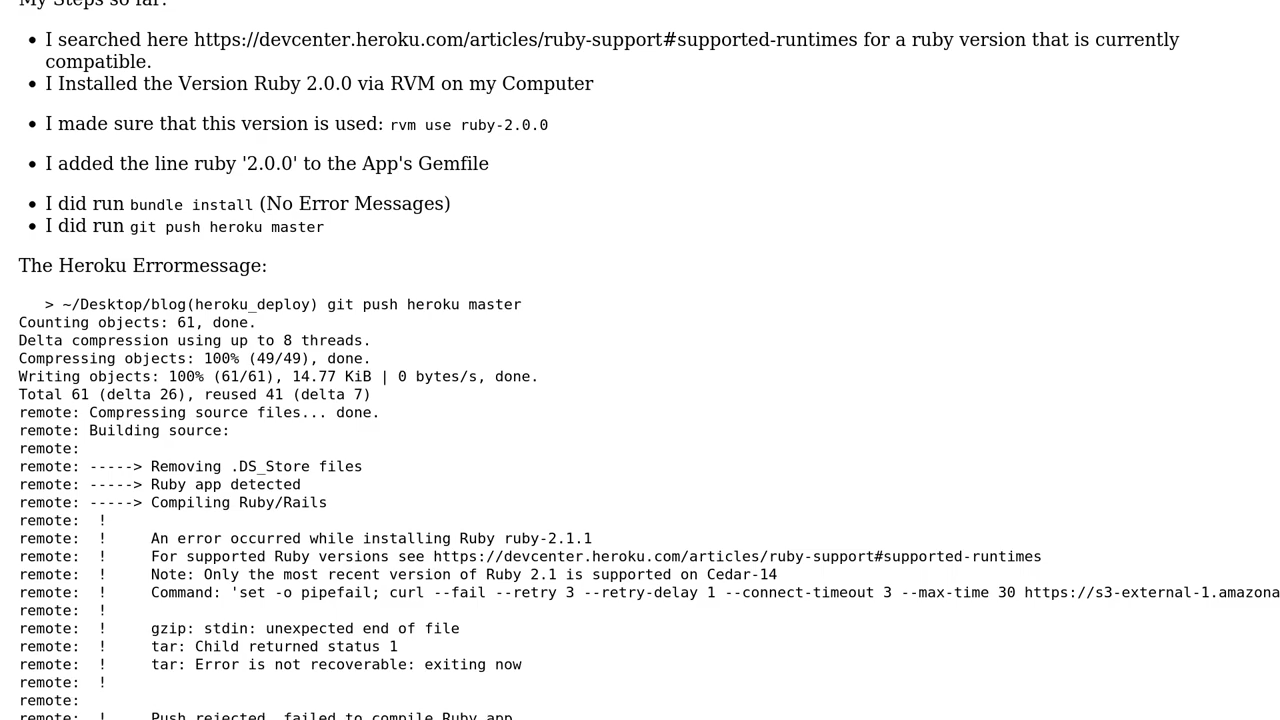 My Steps so far:
I searched here https://devcenter.heroku.com/articles/ruby-support#supported-runtimes for a ruby version that is currently
compatible.
I Installed the Version Ruby 2.0.0 via RVM on my Computer
I made sure that this version is used: rvm use ruby-2.0.0
I added the line ruby '2.0.0' to the App's Gemfile
I did run bundle install (No Error Messages)
I did run git push heroku master
The Heroku Errormessage:
> ~/Desktop/blog(heroku_deploy) git push heroku master
Counting objects: 61, done.
Delta compression using up to 8 threads.
Compressing objects: 100% (49/49), done.
Writing objects: 100% (61/61), 14.77 KiB | 0 bytes/s, done.
Total 61 (delta 26), reused 41 (delta 7)
remote: Compressing source files... done.
remote: Building source:
remote:
remote: -----> Removing .DS_Store files
remote: -----> Ruby app detected
remote: -----> Compiling Ruby/Rails
remote:  !
remote:  !     An error occurred while installing Ruby ruby-2.1.1
remote:  !     For supported Ruby versions see https://devcenter.heroku.com/articles/ruby-support#supported-runtimes
remote:  !     Note: Only the most recent version of Ruby 2.1 is supported on Cedar-14
remote:  !     Command: 'set -o pipefail; curl --fail --retry 3 --retry-delay 1 --connect-timeout 3 --max-time 30 https://s3-external-1.amazona
remote:  !
remote:  !     gzip: stdin: unexpected end of file
remote:  !     tar: Child returned status 1
remote:  !     tar: Error is not recoverable: exiting now
remote:  !
remote:
remote:  !     Push rejected, failed to compile Ruby app